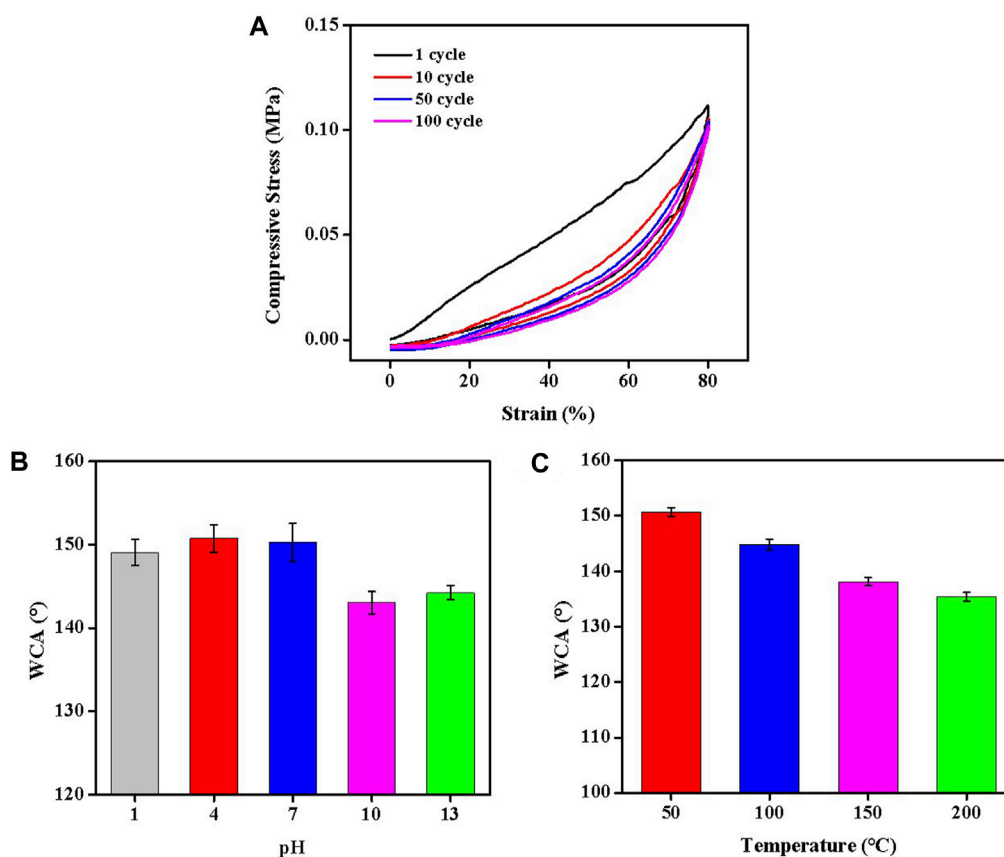 A
Compressive Stress (MPa)
0.15
0.10
0.05
0.00
1 cycle
10 cycle
50 cycle
100 cycle
0 20 40 60 80
Strain (%)
B
WCA (°)
160
150
140
130
120
1 4 7 10 13
pH
C
WCA (°)
160
150
140
130
120
110
100
50 100 150 200
Temperature (°C)